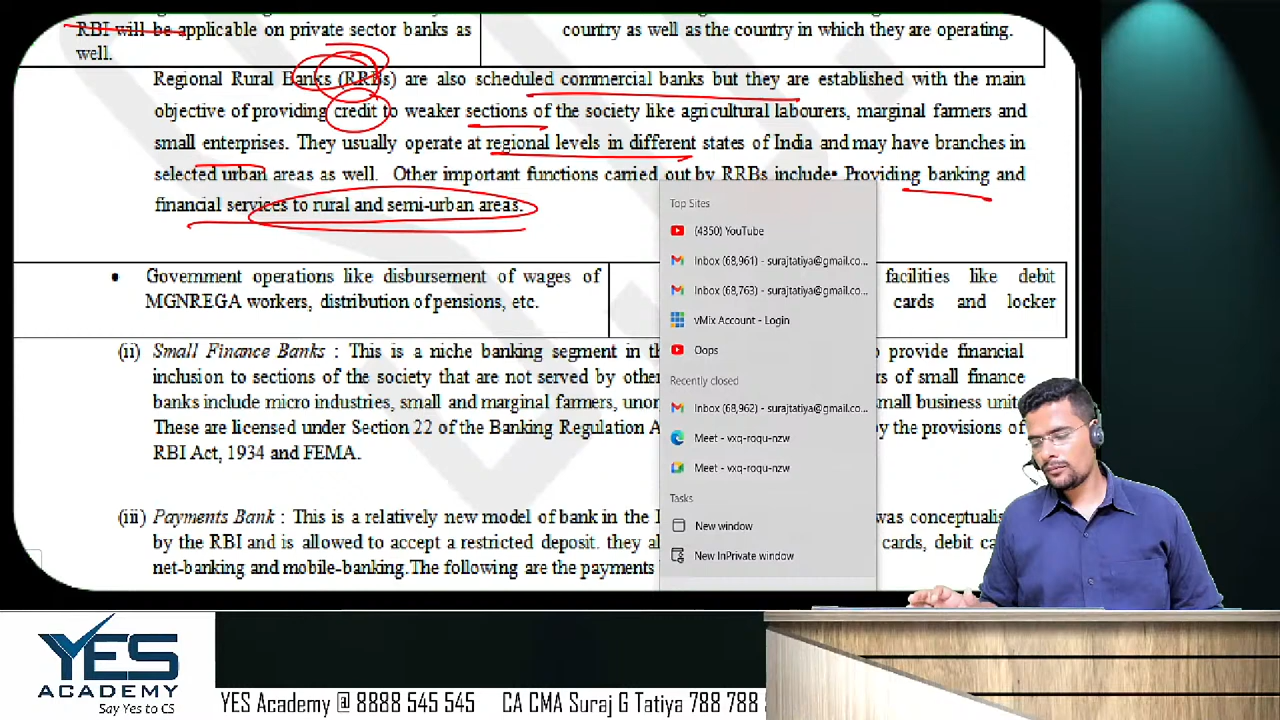 RBI will be applicable on private sector banks as
well.
country as well as the country in which they are operating.
Regional Rural Banks (RRBs) are also scheduled commercial banks but they are established with the main
objective of providing credit to weaker sections of the society like agricultural labourers, marginal farmers and
small enterprises. They usually operate at regional levels in different states of India and may have branches in
selected urban areas as well. Other important functions carried out by RRBs include• Providing banking and
financial services to rural and semi-urban areas.
• Government operations like disbursement of wages of
MGNREGA workers, distribution of pensions, etc.
facilities like debit
cards and locker
(ii) Small Finance Banks : This is a niche banking segment in
provide financial
inclusion to sections of the society that are not served by other
of small finance
banks include micro industries, small and marginal farmers,
small business
These are licensed under Section 22 of the Banking Regulation
by the provisions of
RBI Act, 1934 and FEMA.
(iii) Payments Bank : This is a relatively new model of bank in the
was
by the RBI and is allowed to accept a restricted deposit. they
cards, debit
net-banking and mobile-banking.The following are the payments
Top Sites
(4350) YouTube
Inbox (68,961) - surajtatiya@gmail.co...
Inbox (68,763) - surajtatiya@gmail.co...
vMix Account - Login
Oops
Recently closed
Inbox (68,962) - surajtatiya@gmail.co...
Meet - vxq-roqu-nzw
Meet - vxq-roqu-nzw
Tasks
New window
New InPrivate window
YES
ACADEMY
Say Yes to CS
YES Academy @ 8888 545 545
CA CMA Suraj G Tatiya 788 788